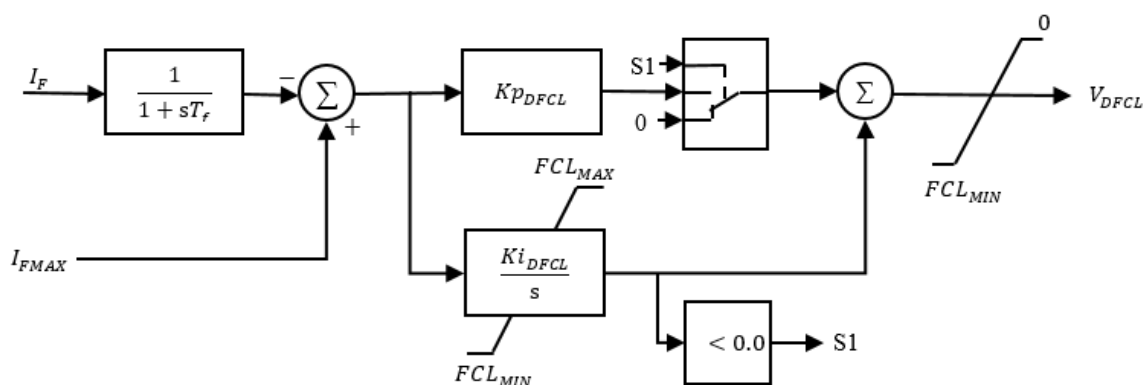 I_F
1
1 + sT_f
−
∑
+
I_FMAX
Kp_DFCL
S1
0
∑
0
FCL_MIN
V_DFCL
FCL_MAX
Ki_DFCL
s
FCL_MIN
< 0.0
S1